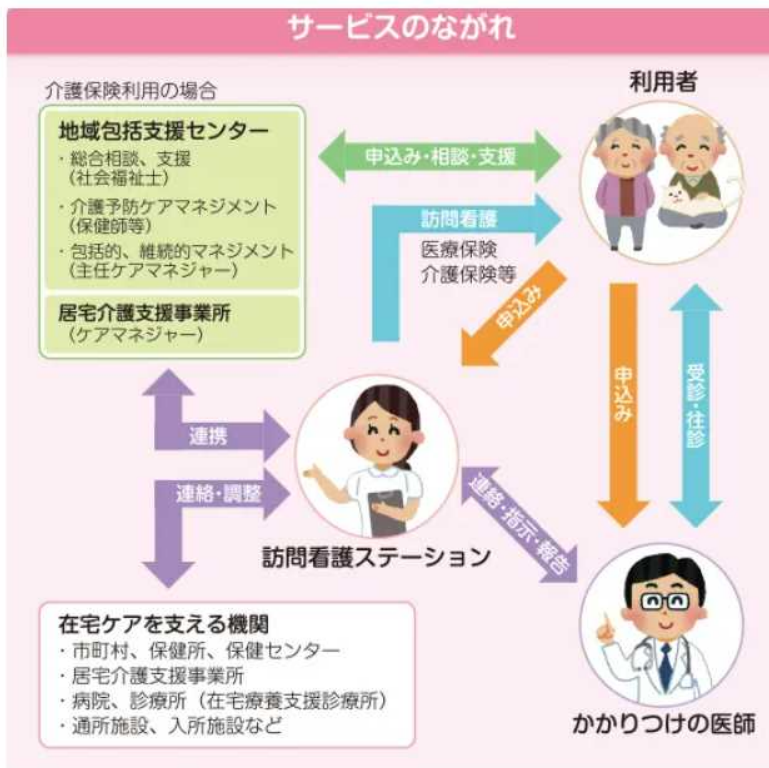 サービスのながれ
介護保険利用の場合
地域包括支援センター
・総合相談、支援
(社会福祉士)
・介護予防ケアマネジメント
(保健師等)
・包括的、維続的マネジメント
(主任ケアマネジャー)
居宅介護支援事業所
(ケアマネジャー)
利用者
申込み・相談・支援
訪問看護
医療保険
介護保険等
申込み
申込み
受診・往診
連携
連絡・調整
連絡・指示・報告
訪問看護ステーション
在宅ケアを支える機関
・市町村、保健所、保健センター
・居宅介護支援事業所
・病院、診療所(在宅療養支援診療所)
・通所施設、入所施設など
かかりつけの医師